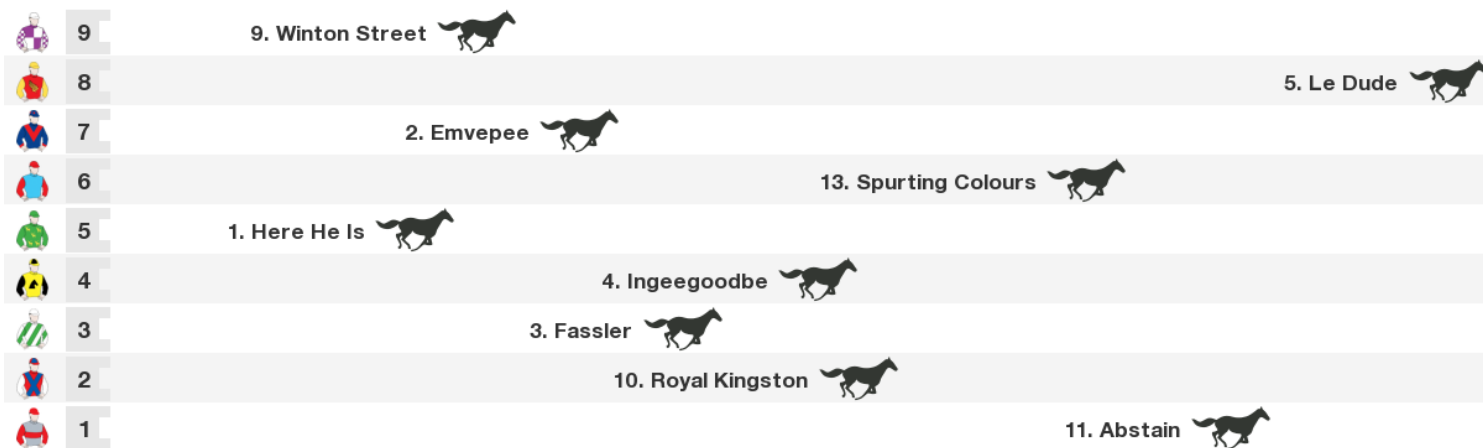 9 9. Winton Street
8 5. Le Dude
7 2. Emvepee
6 13. Spurting Colours
5 1. Here He Is
4 4. Ingeegoodbe
3 3. Fassler
2 10. Royal Kingston
1 11. Abstain